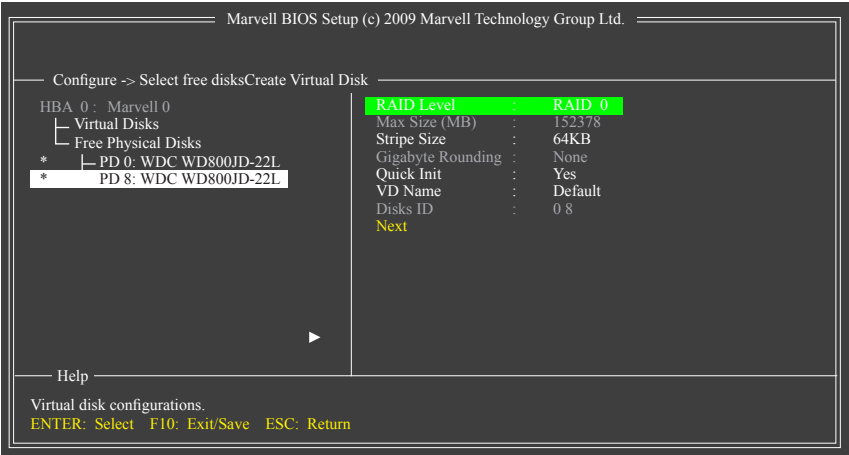 Marvell BIOS Setup (c) 2009 Marvell Technology Group Ltd.
Configure -> Select free disksCreate Virtual Disk
HBA 0 : Marvell 0
Virtual Disks
Free Physical Disks
* PD 0: WDC WD800JD-22L
* PD 8: WDC WD800JD-22L
RAID Level : RAID 0
Max Size (MB) : 152378
Stripe Size : 64KB
Gigabyte Rounding : None
Quick Init : Yes
VD Name : Default
Disks ID : 0 8
Next
Help
Virtual disk configurations.
ENTER: Select F10: Exit/Save ESC: Return